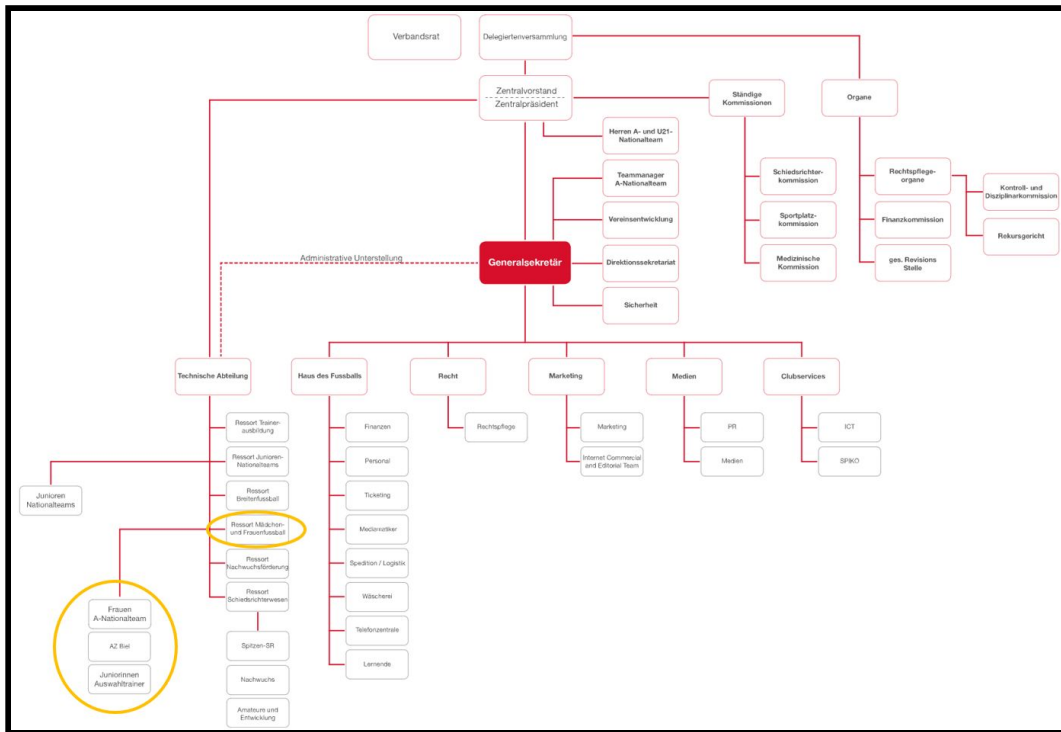 Verbandsrat
Delegiertenversammlung
Zentralvorstand
Zentralpräsident
Ständige
Kommissionen
Organe
Herren A- und U21-
Nationalteam
Teammanager
A-Nationalteam
Vereinsentwicklung
Generalsekretär
Direktionssekretariat
Sicherheit
Administrative Unterstellung
Schiedsrichter-
kommission
Sportplatz-
kommission
Medizinische
Kommission
Rechtspflege-
organe
Finanzkommission
ges. Revisions
Stelle
Kontroll- und
Disziplinarkommission
Rekursgericht
Technische Abteilung
Haus des Fussballs
Recht
Marketing
Medien
Clubservices
Ressort Trainer-
ausbildung
Ressort Junioren-
Nationalteams
Ressort
Breitenfussball
Ressort Mädchen-
und Frauenfussball
Ressort
Nachwuchsförderung
Ressort
Schiedsrichterwesen
Spitzen-SR
Nachwuchs
Amateure und
Entwicklung
Junioren
Nationalteams
Frauen
A-Nationalteam
AZ Biel
Juniorinnen
Auswahltrainer
Finanzen
Personal
Ticketing
Mediamatiker
Spedition / Logistik
Wäscherei
Telefonzentrale
Lernende
Rechtspflege
Marketing
Internet Commercial
and Editorial Team
PR
Medien
ICT
SPIKO